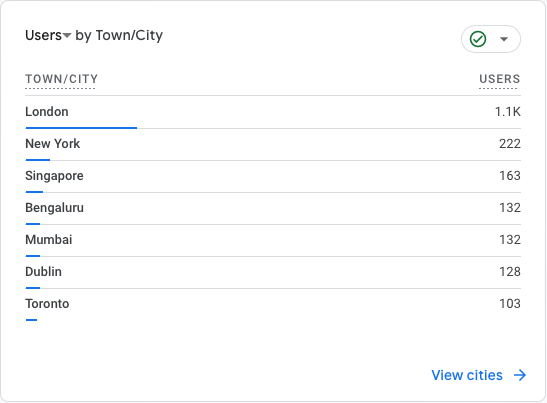 Users by Town/City
TOWN/CITY USERS
London 1.1K
New York 222
Singapore 163
Bengaluru 132
Mumbai 132
Dublin 128
Toronto 103
View cities